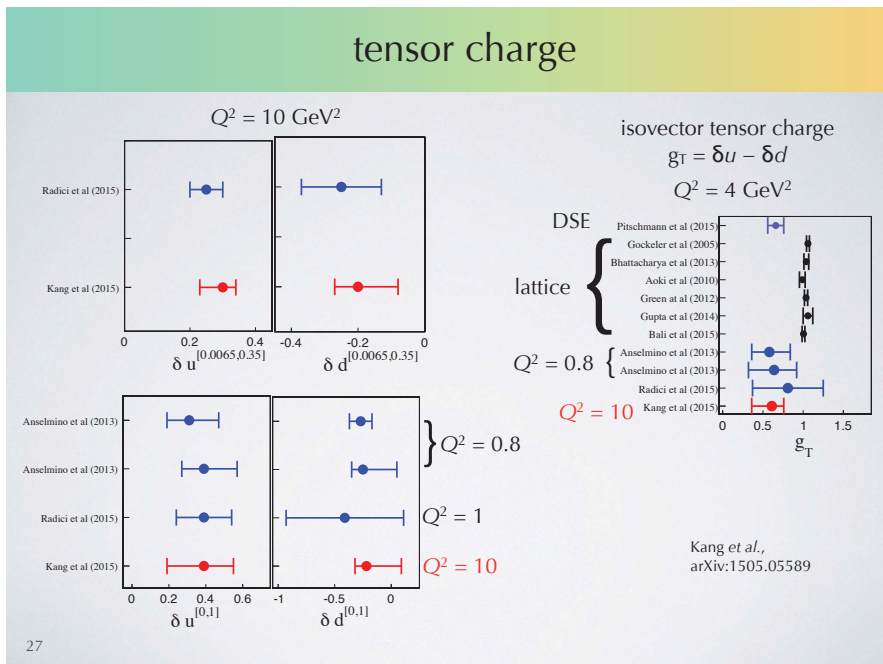 tensor charge
Q² = 10 GeV²
Radici et al (2015)
Kang et al (2015)
0 0.2 0.4
δ u[0.0065,0.35]
-0.4 -0.2 0
δ d[0.0065,0.35]
Anselmino et al (2013)
Anselmino et al (2013)
Radici et al (2015)
Kang et al (2015)
} Q² = 0.8
Q² = 1
Q² = 10
0 0.2 0.4 0.6
δ u[0,1]
-1 -0.5 0
δ d[0,1]
isovector tensor charge
gT = δu − δd
Q² = 4 GeV²
DSE
lattice {
Q² = 0.8 {
Q² = 10
Pitschmann et al (2015)
Gockeler et al (2005)
Bhattacharya et al (2013)
Aoki et al (2010)
Green at al (2012)
Gupta et al (2014)
Bali et al (2015)
Anselmino et al (2013)
Anselmino et al (2013)
Radici et al (2015)
Kang et al (2015)
0 0.5 1 1.5
gT
Kang et al.,
arXiv:1505.05589
27